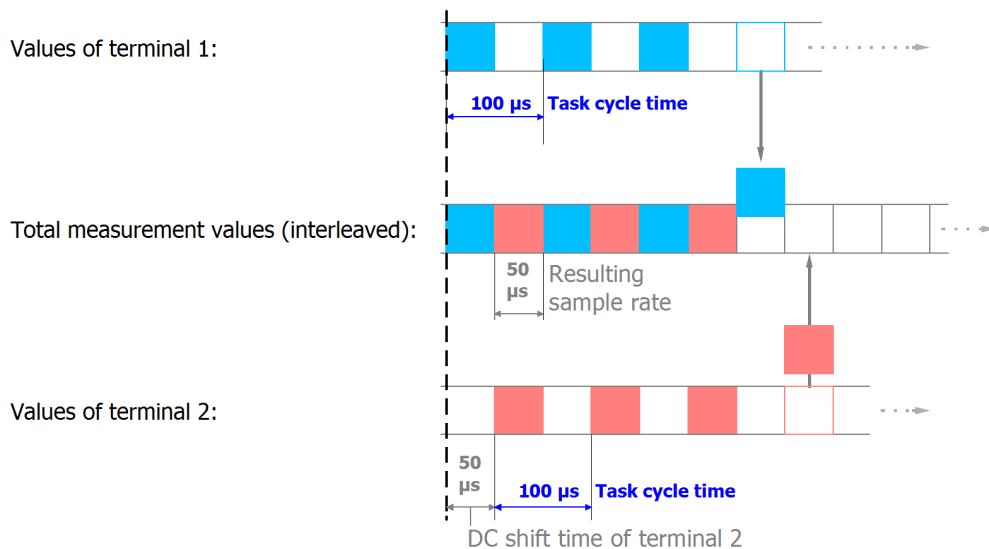 Values of terminal 1:
100 µs Task cycle time
Total measurement values (interleaved):
50
µs
Resulting
sample rate
Values of terminal 2:
50
µs
100 µs Task cycle time
DC shift time of terminal 2